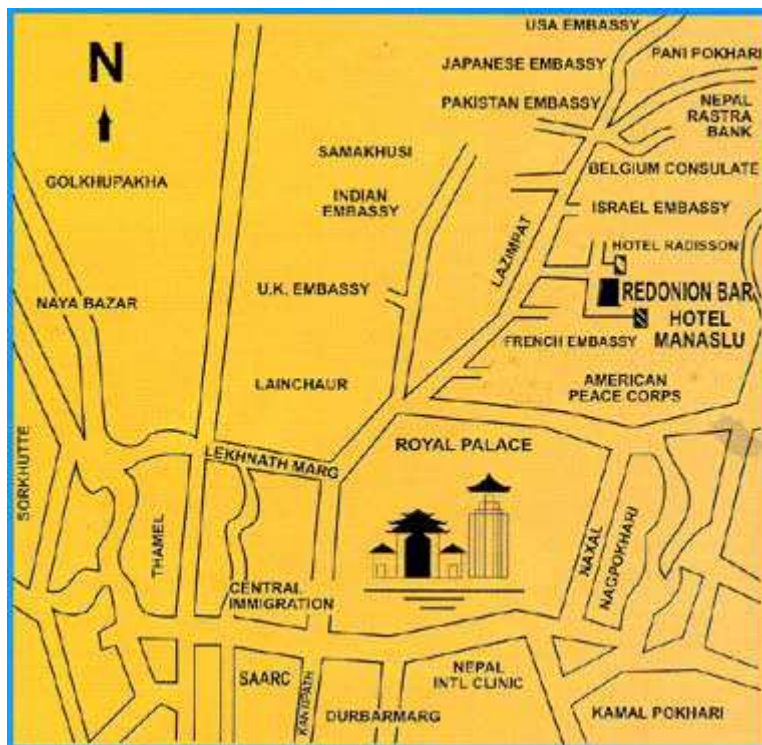 USA EMBASSY
PANI POKHARI
N
JAPANESE EMBASSY
PAKISTAN EMBASSY
NEPAL
RASTRA
BANK
SAMAKHUSI
BELGIUM CONSULATE
GOLKHUPAKHA
INDIAN
EMBASSY
ISRAEL EMBASSY
LAZIMPAT
HOTEL RADISSON
U.K. EMBASSY
REDONION BAR
NAYA BAZAR
HOTEL
MANASLU
FRENCH EMBASSY
LAINCHAUR
AMERICAN
PEACE CORPS
ROYAL PALACE
LEKHNATH MARG
SORKHUTTE
THAMEL
NAXAL
NAGPOKHARI
CENTRAL
IMMIGRATION
SAARC
KANTIPATH
NEPAL
INTL CLINIC
DURBARMARG
KAMAL POKHARI